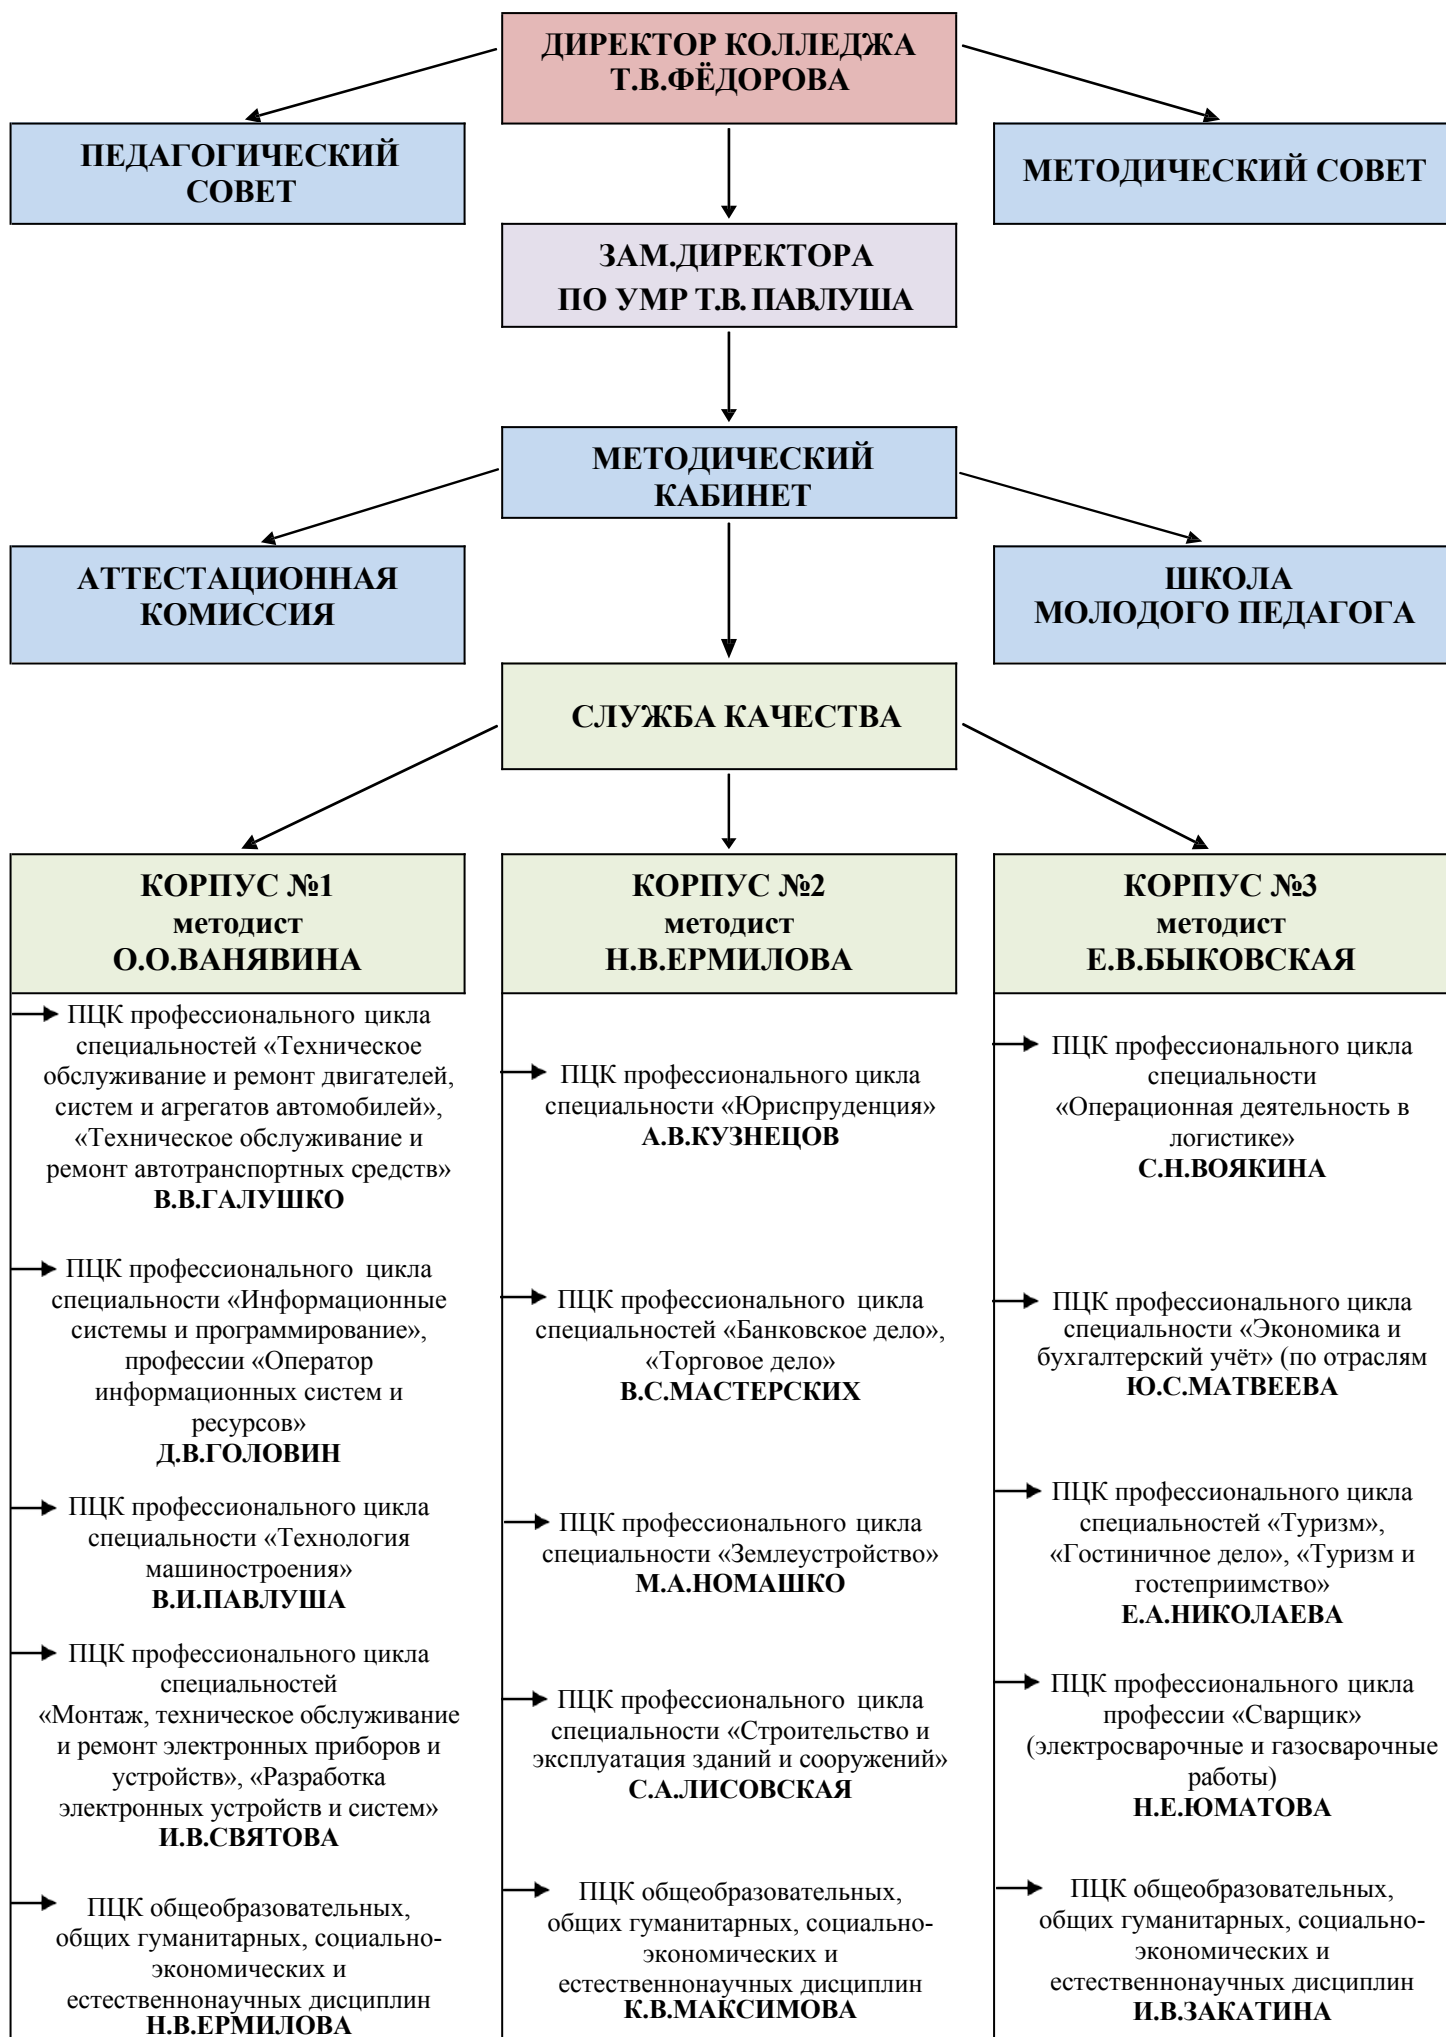 ДИРЕКТОР КОЛЛЕДЖА
Т.В.ФЁДОРОВА
ПЕДАГОГИЧЕСКИЙ
СОВЕТ
МЕТОДИЧЕСКИЙ СОВЕТ
ЗАМ.ДИРЕКТОРА
ПО УМР Т.В. ПАВЛУША
МЕТОДИЧЕСКИЙ
КАБИНЕТ
АТТЕСТАЦИОННАЯ
КОМИССИЯ
ШКОЛА
МОЛОДОГО ПЕДАГОГА
СЛУЖБА КАЧЕСТВА
КОРПУС №1
методист
О.О.ВАНЯВИНА
ПЦК профессионального цикла
специальностей «Техническое
обслуживание и ремонт двигателей,
систем и агрегатов автомобилей»,
«Техническое обслуживание и
ремонт автотранспортных средств»
В.В.ГАЛУШКО
ПЦК профессионального цикла
специальности «Информационные
системы и программирование»,
профессии «Оператор
информационных систем и
ресурсов»
Д.В.ГОЛОВИН
ПЦК профессионального цикла
специальности «Технология
машиностроения»
В.И.ПАВЛУША
ПЦК профессионального цикла
специальностей
«Монтаж, техническое обслуживание
и ремонт электронных приборов и
устройств», «Разработка
электронных устройств и систем»
И.В.СВЯТОВА
ПЦК общеобразовательных,
общих гуманитарных, социально-
экономических и
естественнонаучных дисциплин
Н.В.ЕРМИЛОВА
КОРПУС №2
методист
Н.В.ЕРМИЛОВА
ПЦК профессионального цикла
специальности «Юриспруденция»
А.В.КУЗНЕЦОВ
ПЦК профессионального цикла
специальностей «Банковское дело»,
«Торговое дело»
В.С.МАСТЕРСКИХ
ПЦК профессионального цикла
специальности «Землеустройство»
М.А.НОМАШКО
ПЦК профессионального цикла
специальности «Строительство и
эксплуатация зданий и сооружений»
С.А.ЛИСОВСКАЯ
ПЦК общеобразовательных,
общих гуманитарных, социально-
экономических и
естественнонаучных дисциплин
К.В.МАКСИМОВА
КОРПУС №3
методист
Е.В.БЫКОВСКАЯ
ПЦК профессионального цикла
специальности
«Операционная деятельность в
логистике»
С.Н.ВОЯКИНА
ПЦК профессионального цикла
специальности «Экономика и
бухгалтерский учёт» (по отраслям
Ю.С.МАТВЕЕВА
ПЦК профессионального цикла
специальностей «Туризм»,
«Гостиничное дело», «Туризм и
гостеприимство»
Е.А.НИКОЛАЕВА
ПЦК профессионального цикла
профессии «Сварщик»
(электросварочные и газосварочные
работы)
Н.Е.ЮМАТОВА
ПЦК общеобразовательных,
общих гуманитарных, социально-
экономических и
естественнонаучных дисциплин
И.В.ЗАКАТИНА